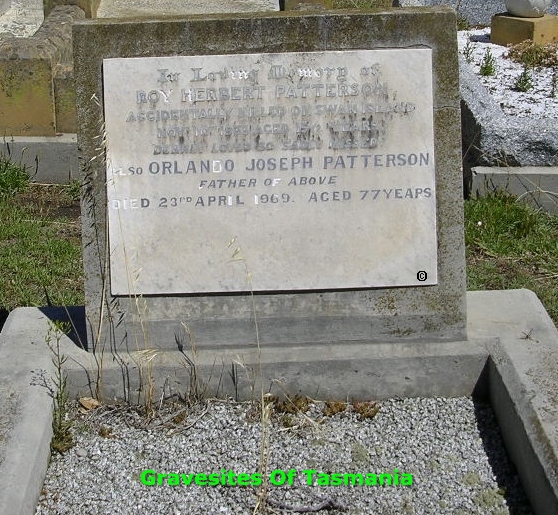 In Loving Memory of
ROY HERBERT PATTERSON
ACCIDENTALLY KILLED ON SWAN ISLAND
ALSO ORLANDO JOSEPH PATTERSON
FATHER OF ABOVE
DIED 23RD APRIL 1969. AGED 77 YEARS
©
Gravesites Of Tasmania